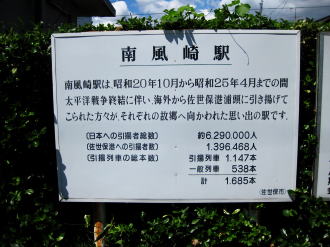 南風崎駅
南風崎駅は、昭和20年10月から昭和25年4月までの間
太平洋戦争終結に伴い、海外から佐世保港浦頭に引き揚げて
こられた方々が、それぞれの故郷へ向かわれた思い出の駅です。
(日本への引揚者総数) 約6,290,000人
(佐世保港への引揚者数) 1,396,468人
(引揚列車の総本数) 引揚列車 1,147本
一般列車 538本
計 1,685本
(佐世保市)